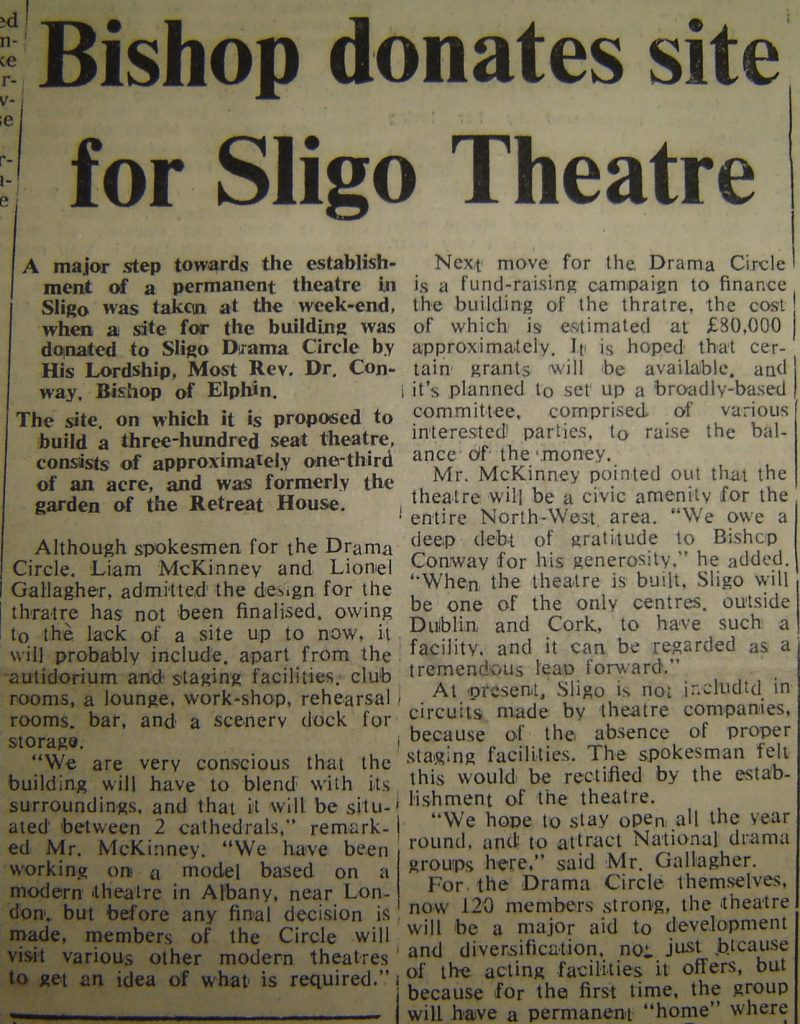 Bishop donates site
for Sligo Theatre
A major step towards the establish-
ment of a permanent theatre in
Sligo was taken at the week-end,
when a site for the building was
donated to Sligo Drama Circle by
His Lordship, Most Rev. Dr. Con-
way, Bishop of Elphin.
The site, on which it is proposed to
build a three-hundred seat theatre,
consists of approximately one-third
of an acre, and was formerly the
garden of the Retreat House.
Although spokesmen for the Drama
Circle, Liam McKinney and Lionel
Gallagher, admitted the design for the
thratre has not been finalised, owing
to the lack of a site up to now, it
will probably include, apart from the
autidorium and staging facilities, club
rooms, a lounge, work-shop, rehearsal
rooms, bar, and a scenery dock for
storage.
"We are very conscious that the
building will have to blend with its
surroundings, and that it will be situ-
ated between 2 cathedrals," remark-
ed Mr. McKinney. "We have been
working on a model based on a
modern theatre in Albany, near Lon-
don, but before any final decision is
made, members of the Circle will
visit various other modern theatres
to get an idea of what is required."
Next move for the Drama Circle
is a fund-raising campaign to finance
the building of the thratre, the cost
of which is estimated at £80,000
approximately. It is hoped that cer-
tain grants will be available, and
it's planned to set up a broadly-based
committee, comprised of various
interested parties, to raise the bal-
ance of the money.
Mr. McKinney pointed out that the
theatre will be a civic amenity for the
entire North-West area. "We owe a
deep debt of gratitude to Bishop
Conway for his generosity," he added.
"When the theatre is built, Sligo will
be one of the only centres, outside
Dublin and Cork, to have such a
facility, and it can be regarded as a
tremendous leap forward."
At present, Sligo is not includtd in
circuits made by theatre companies,
because of the absence of proper
staging facilities. The spokesman felt
this would be rectified by the estab-
lishment of the theatre.
"We hope to stay open all the year
round, and to attract National drama
groups here," said Mr. Gallagher.
For the Drama Circle themselves,
now 120 members strong, the theatre
will be a major aid to development
and diversification, not just btcause
of the acting facilities it offers, but
because for the first time, the group
will have a permanent "home" where